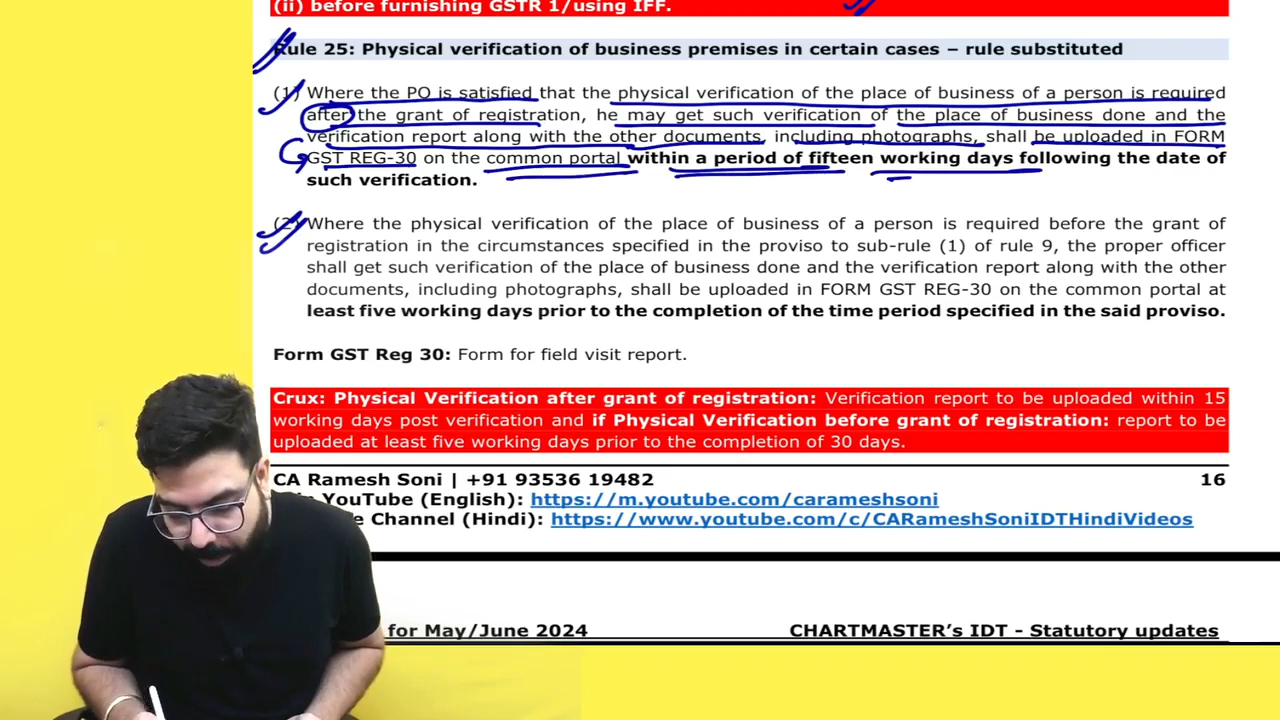 (ii) before furnishing GSTR 1/using IFF.
Rule 25: Physical verification of business premises in certain cases – rule substituted
(1) Where the PO is satisfied that the physical verification of the place of business of a person is required
after the grant of registration, he may get such verification of the place of business done and the
verification report along with the other documents, including photographs, shall be uploaded in FORM
GST REG-30 on the common portal within a period of fifteen working days following the date of
such verification.
(2) Where the physical verification of the place of business of a person is required before the grant of
registration in the circumstances specified in the proviso to sub-rule (1) of rule 9, the proper officer
shall get such verification of the place of business done and the verification report along with the other
documents, including photographs, shall be uploaded in FORM GST REG-30 on the common portal at
least five working days prior to the completion of the time period specified in the said proviso.
Form GST Reg 30: Form for field visit report.
Crux: Physical Verification after grant of registration: Verification report to be uploaded within 15
working days post verification and if Physical Verification before grant of registration: report to be
uploaded at least five working days prior to the completion of 30 days.
CA Ramesh Soni | +91 93536 19482 16
YouTube (English): https://m.youtube.com/carameshsoni
Channel (Hindi): https://www.youtube.com/c/CARameshSoniIDTHindiVideos
for May/June 2024 CHARTMASTER’s IDT - Statutory updates